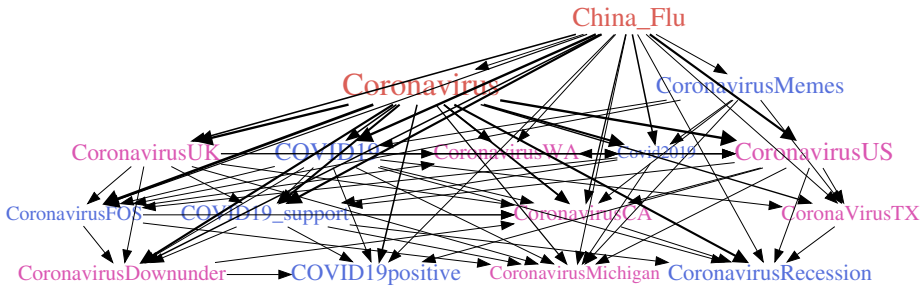 China_Flu
Coronavirus CoronavirusMemes
CoronavirusUK COVID19 CoronavirusWA Covid2019 CoronavirusUS
CoronavirusFOS COVID19_support CoronavirusCA CoronaVirusTX
CoronavirusDownunder COVID19positive CoronavirusMichigan CoronavirusRecession